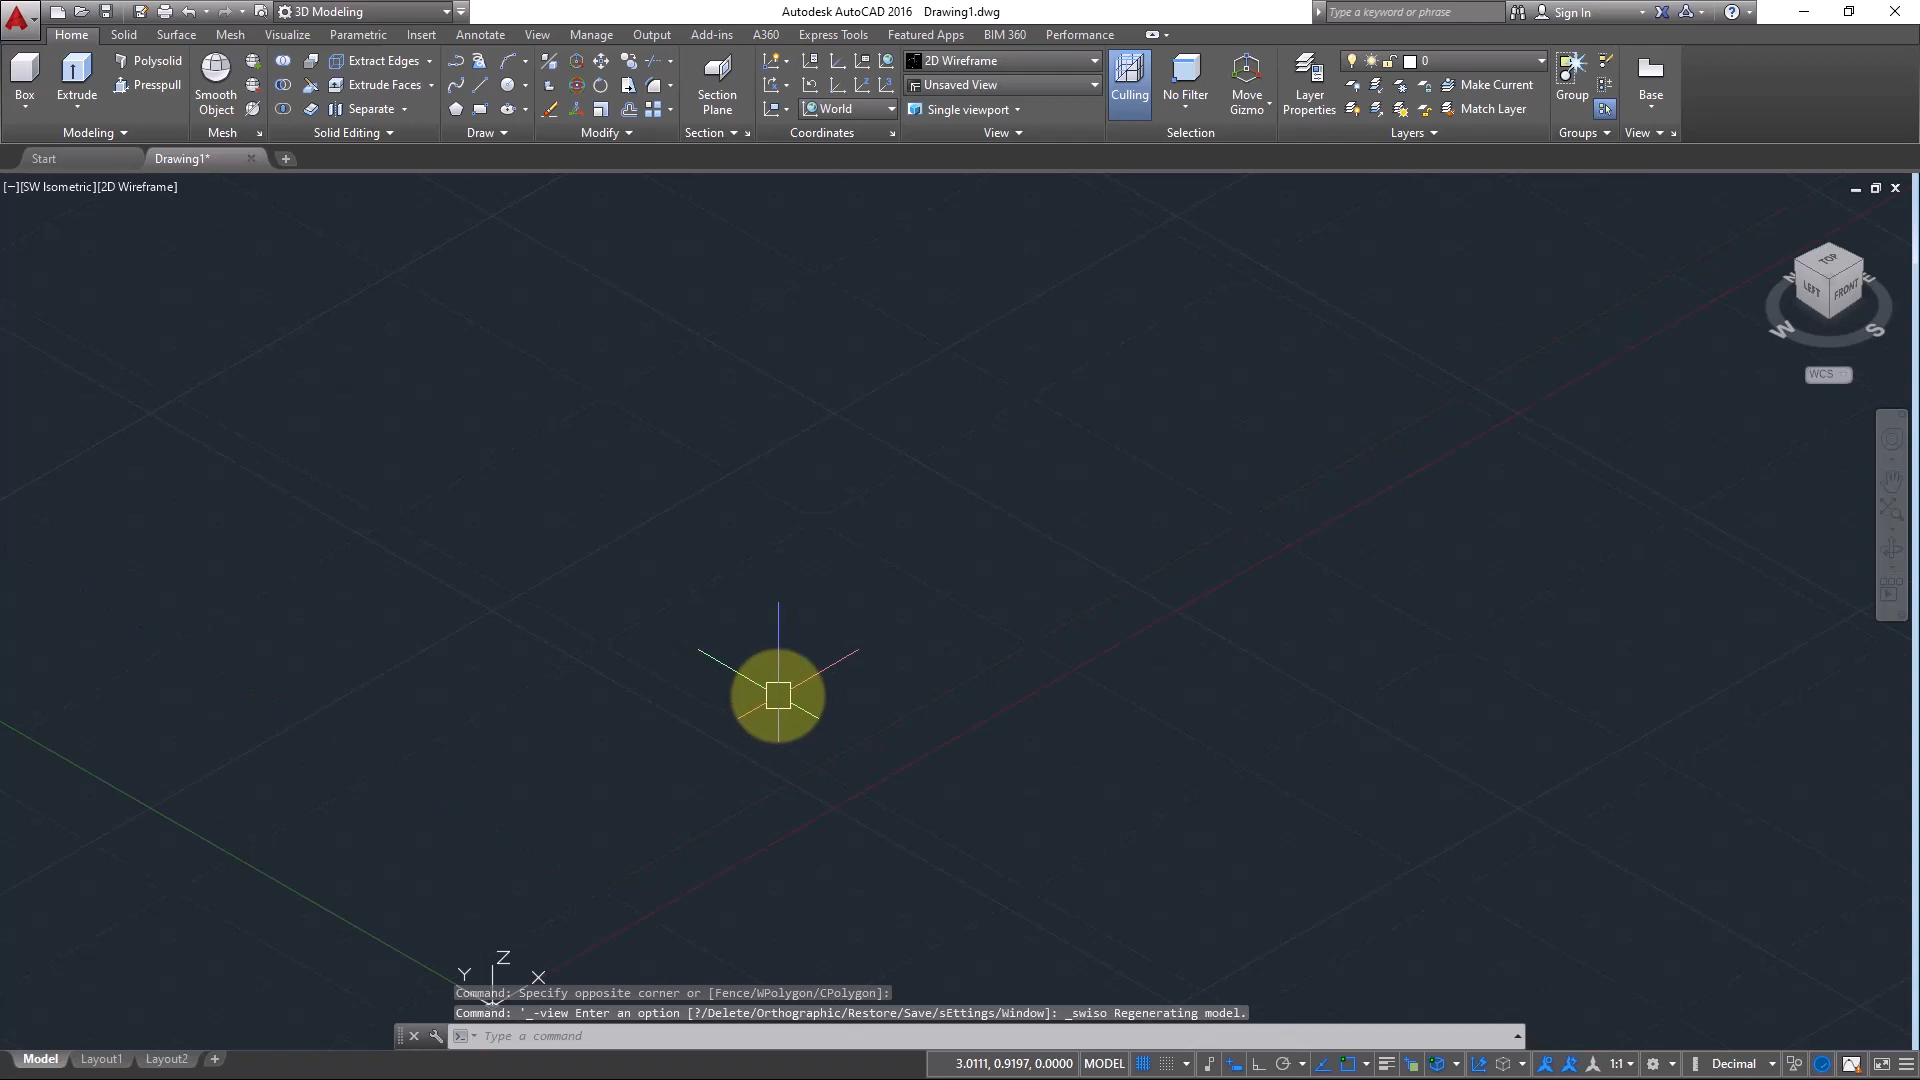 3D Modeling
Autodesk AutoCAD 2016 Drawing1.dwg
Type a keyword or phrase
Sign In
Home Solid Surface Mesh Visualize Parametric Insert Annotate View Manage Output Add-ins A360 Express Tools Featured Apps BIM 360 Performance
Polysolid
Extract Edges
2D Wireframe
0
Presspull
Extrude Faces
Unsaved View
Make Current
Box
Extrude
Smooth
Object
Separate
Section
Plane
World
Single viewport
Culling
No Filter
Move
Gizmo
Layer
Properties
Match Layer
Group
Base
Modeling Mesh Solid Editing Draw Modify Section Coordinates View Selection Layers Groups View
Start
Drawing1*
[−][SW Isometric][2D Wireframe]
TOP
LEFT
FRONT
N
E
W
S
WCS
Z
Y
X
Command: Specify opposite corner or [Fence/WPolygon/CPolygon]:
Command: '_-view Enter an option [?/Delete/Orthographic/Restore/Save/sEttings/Window]: _swiso Regenerating model.
Type a command
Model Layout1 Layout2
3.0111, 0.9197, 0.0000 MODEL
1:1
Decimal